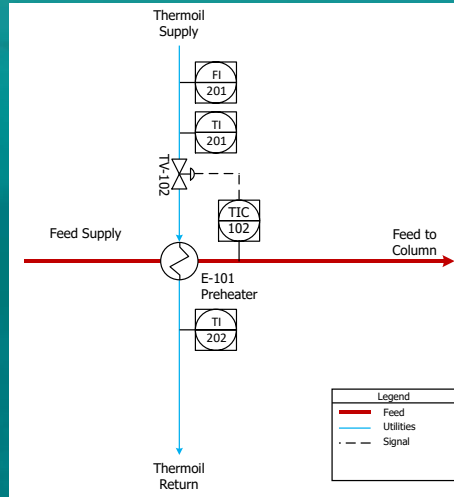 Thermoil
Supply
FI
201
TI
201
TV-102
TIC
102
Feed Supply
Feed to
Column
E-101
Preheater
TI
202
Thermoil
Return
Legend
Feed
Utilities
Signal